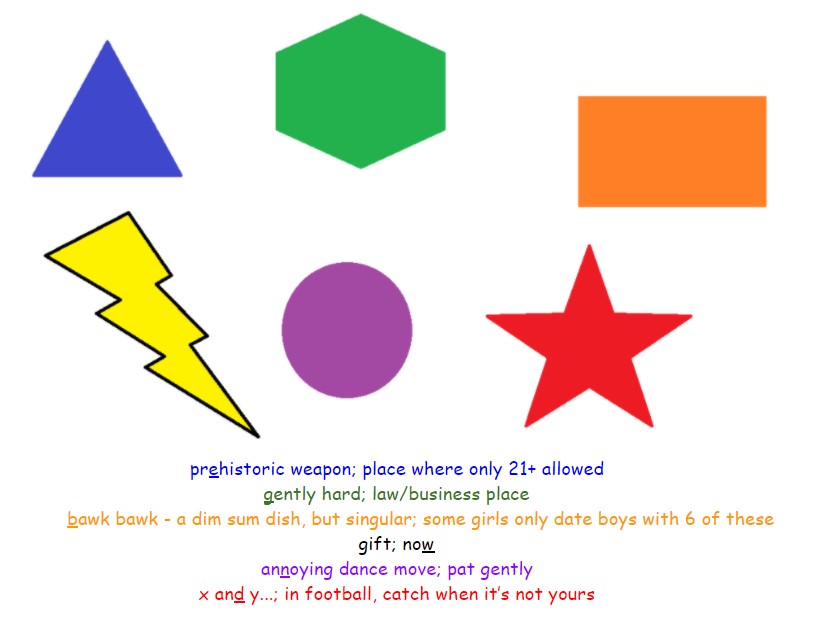 prehistoric weapon; place where only 21+ allowed
gently hard; law/business place
bawk bawk - a dim sum dish, but singular; some girls only date boys with 6 of these
gift; now
annoying dance move; pat gently
x and y...; in football, catch when it's not yours